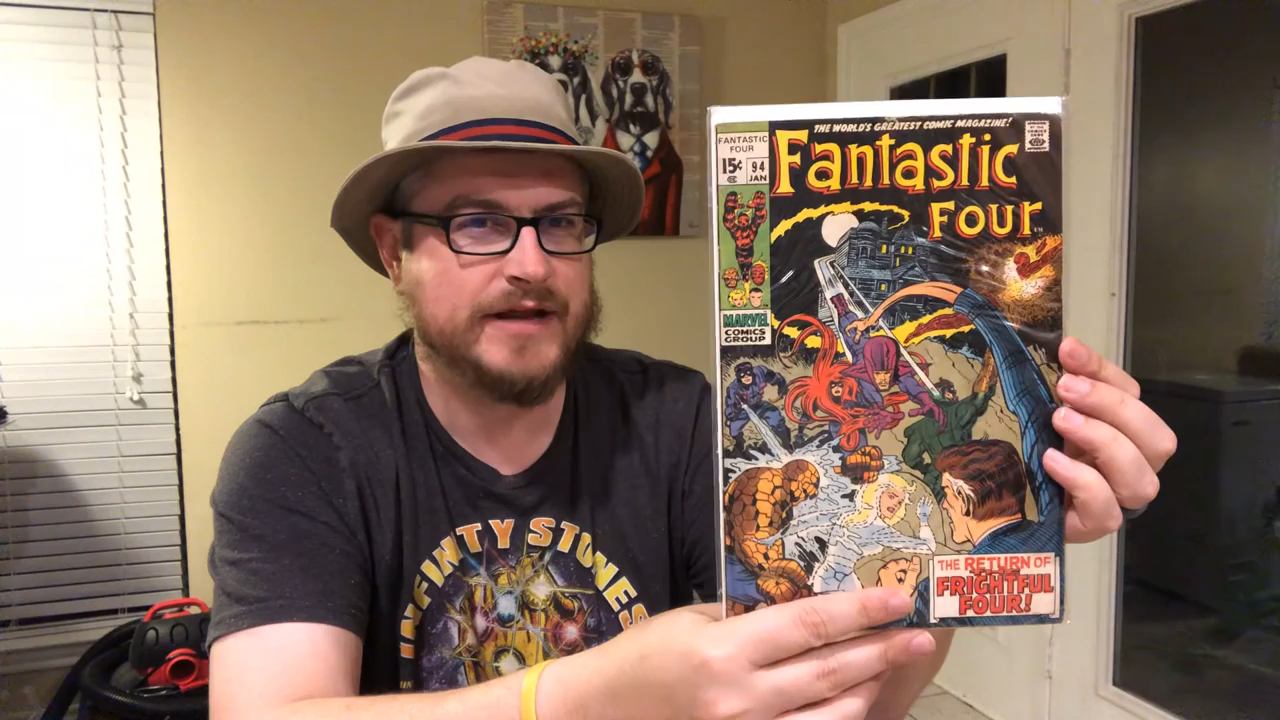 THE WORLD'S GREATEST COMIC MAGAZINE!
FANTASTIC
FOUR
15¢ 94
JAN
Fantastic
Four
MARVEL
COMICS
GROUP
THE RETURN OF
THE
FRIGHTFUL
FOUR!
INFINITY STONES